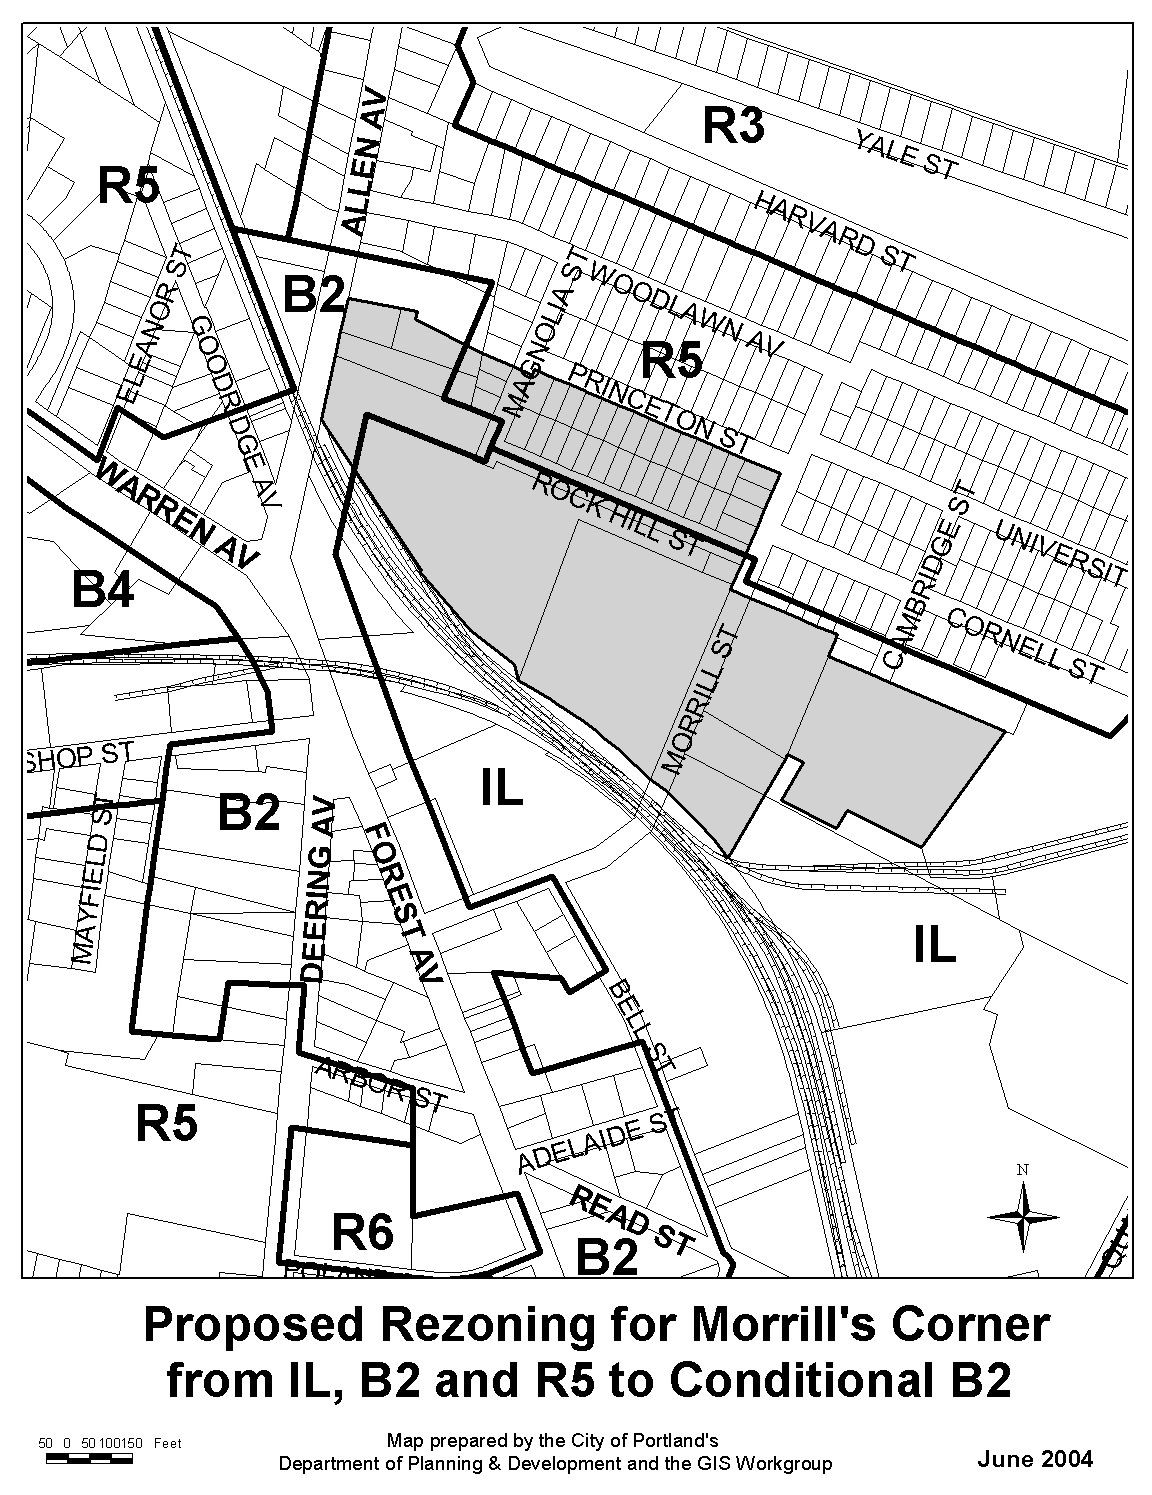 R3
YALE ST
HARVARD ST
ALLEN AV
R5
ELEANOR ST
GOODRIDGE AV
B2
MAGNOLIA ST
WOODLAWN AV
R5
PRINCETON ST
ROCK HILL ST
CAMBRIDGE ST
UNIVERSIT
CORNELL ST
WARREN AV
B4
MORRILL ST
SHOP ST
IL
B2
MAYFIELD ST
DEERING AV
FOREST AV
IL
BELL ST
ARBOR ST
R5
ADELAIDE ST
READ ST
R6
B2
N
Proposed Rezoning for Morrill's Corner
from IL, B2 and R5 to Conditional B2
50 0 50100150 Feet
Map prepared by the City of Portland's
Department of Planning & Development and the GIS Workgroup
June 2004